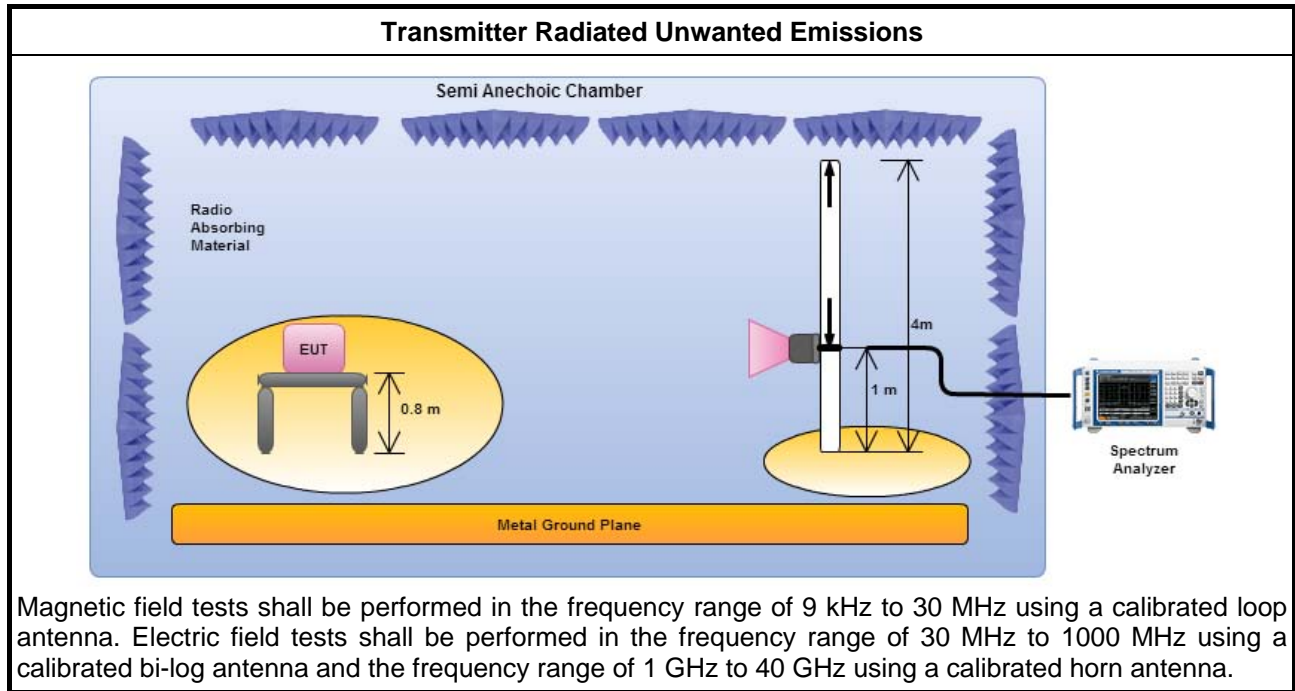 Transmitter Radiated Unwanted Emissions
Semi Anechoic Chamber
Radio
Absorbing
Material
EUT
0.8 m
4m
1 m
Spectrum
Analyzer
Metal Ground Plane
Magnetic field tests shall be performed in the frequency range of 9 kHz to 30 MHz using a calibrated loop
antenna. Electric field tests shall be performed in the frequency range of 30 MHz to 1000 MHz using a
calibrated bi-log antenna and the frequency range of 1 GHz to 40 GHz using a calibrated horn antenna.